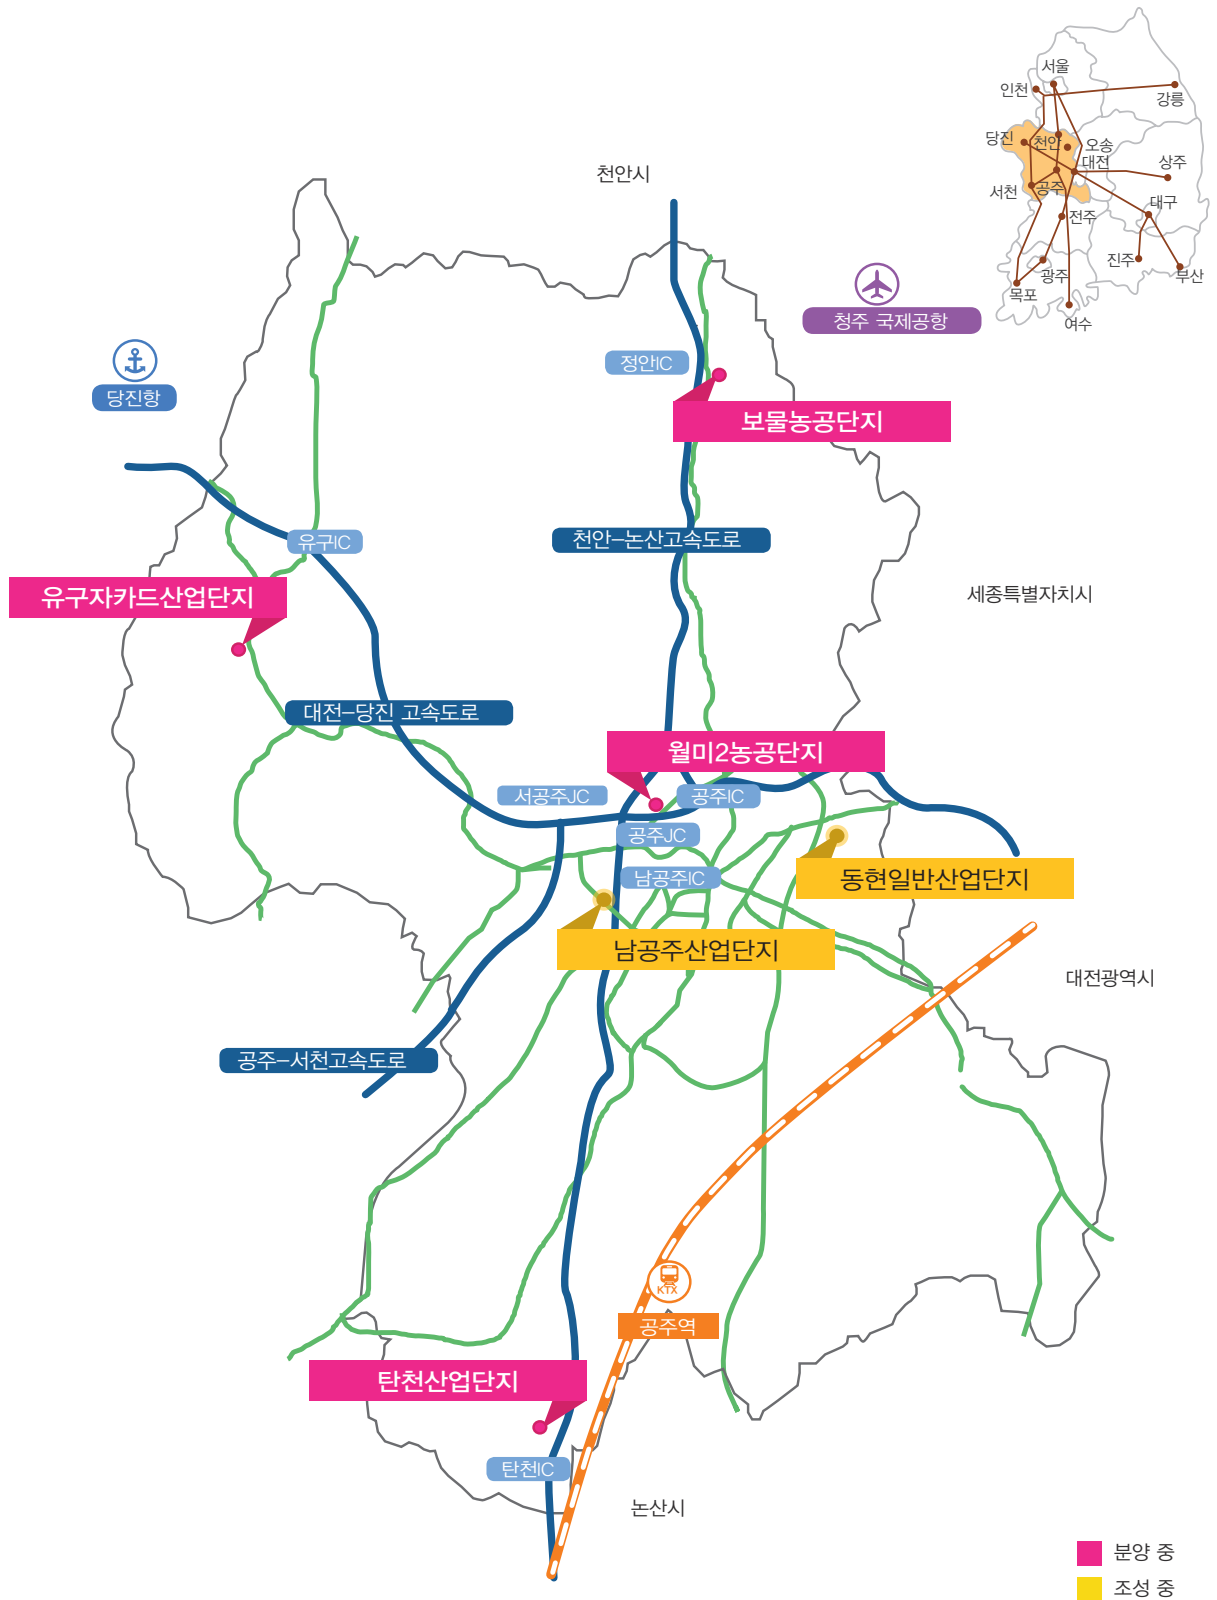 서울
인천
강릉
당진
천안
오송
대전
상주
서천
공주
대구
전주
진주
광주
부산
목포
여수
천안시
청주 국제공항
정안IC
당진항
보물농공단지
유구IC
천안-논산고속도로
유구자카드산업단지
세종특별자치시
대전-당진 고속도로
월미2농공단지
서공주JC
공주IC
공주JC
남공주IC
동현일반산업단지
남공주산업단지
대전광역시
공주-서천고속도로
KTX
공주역
탄천산업단지
탄천IC
논산시
분양 중
조성 중